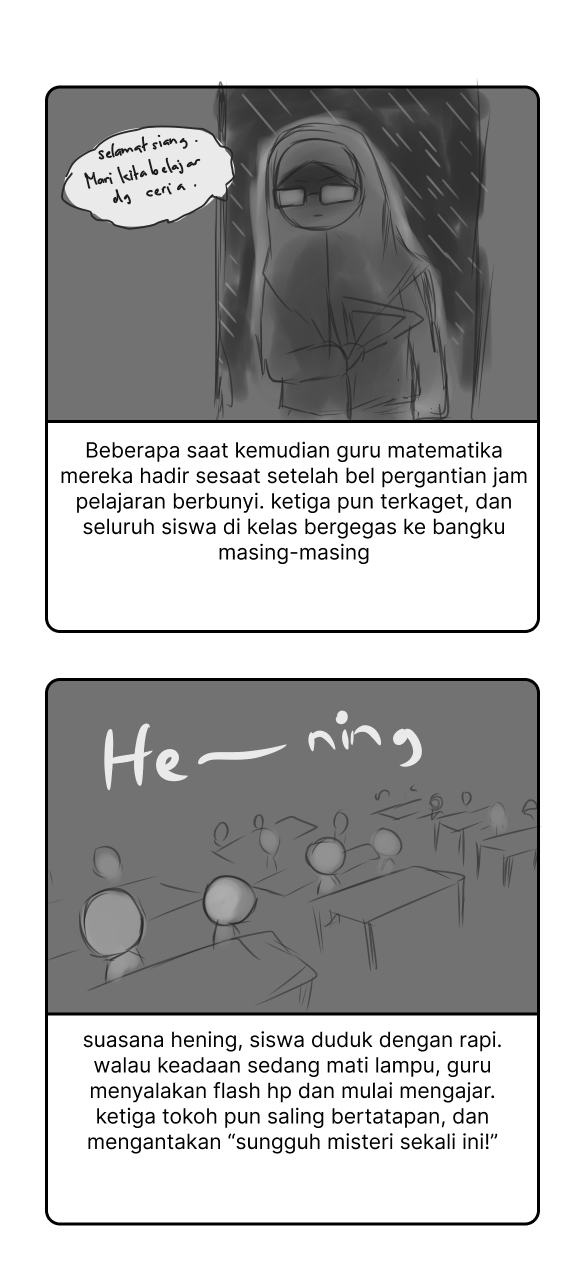 selamat siang.
Mari kita belajar
dg ceria.
Beberapa saat kemudian guru matematika
mereka hadir sesaat setelah bel pergantian jam
pelajaran berbunyi. ketiga pun terkaget, dan
seluruh siswa di kelas bergegas ke bangku
masing-masing
He—ning
suasana hening, siswa duduk dengan rapi.
walau keadaan sedang mati lampu, guru
menyalakan flash hp dan mulai mengajar.
ketiga tokoh pun saling bertatapan, dan
mengantakan “sungguh misteri sekali ini!”